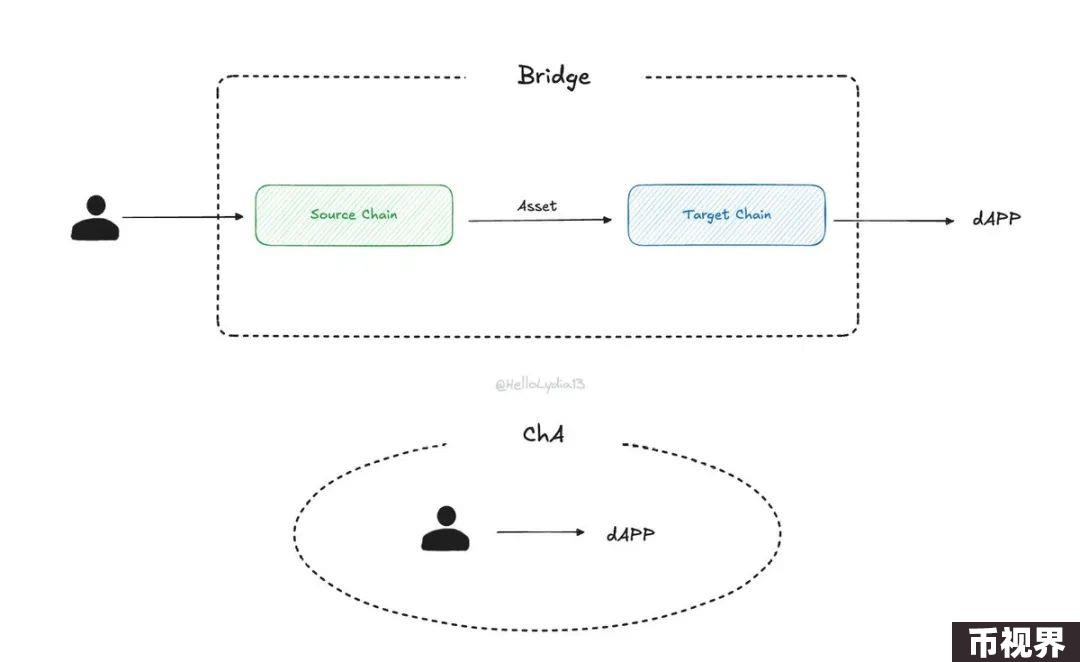 Bridge
Source Chain
Asset
Target Chain
dAPP
@HelloLydia13
ChA
dAPP
币视界